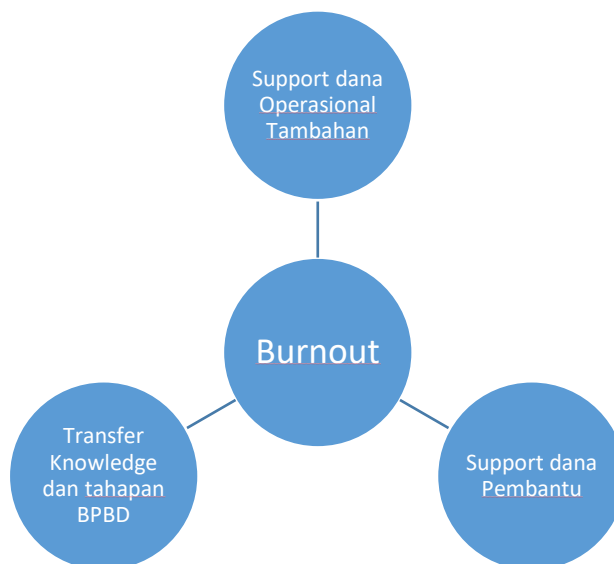 Support dana
Operasional
Tambahan
Burnout
Transfer
Knowledge
dan tahapan
BPBD
Support dana
Pembantu